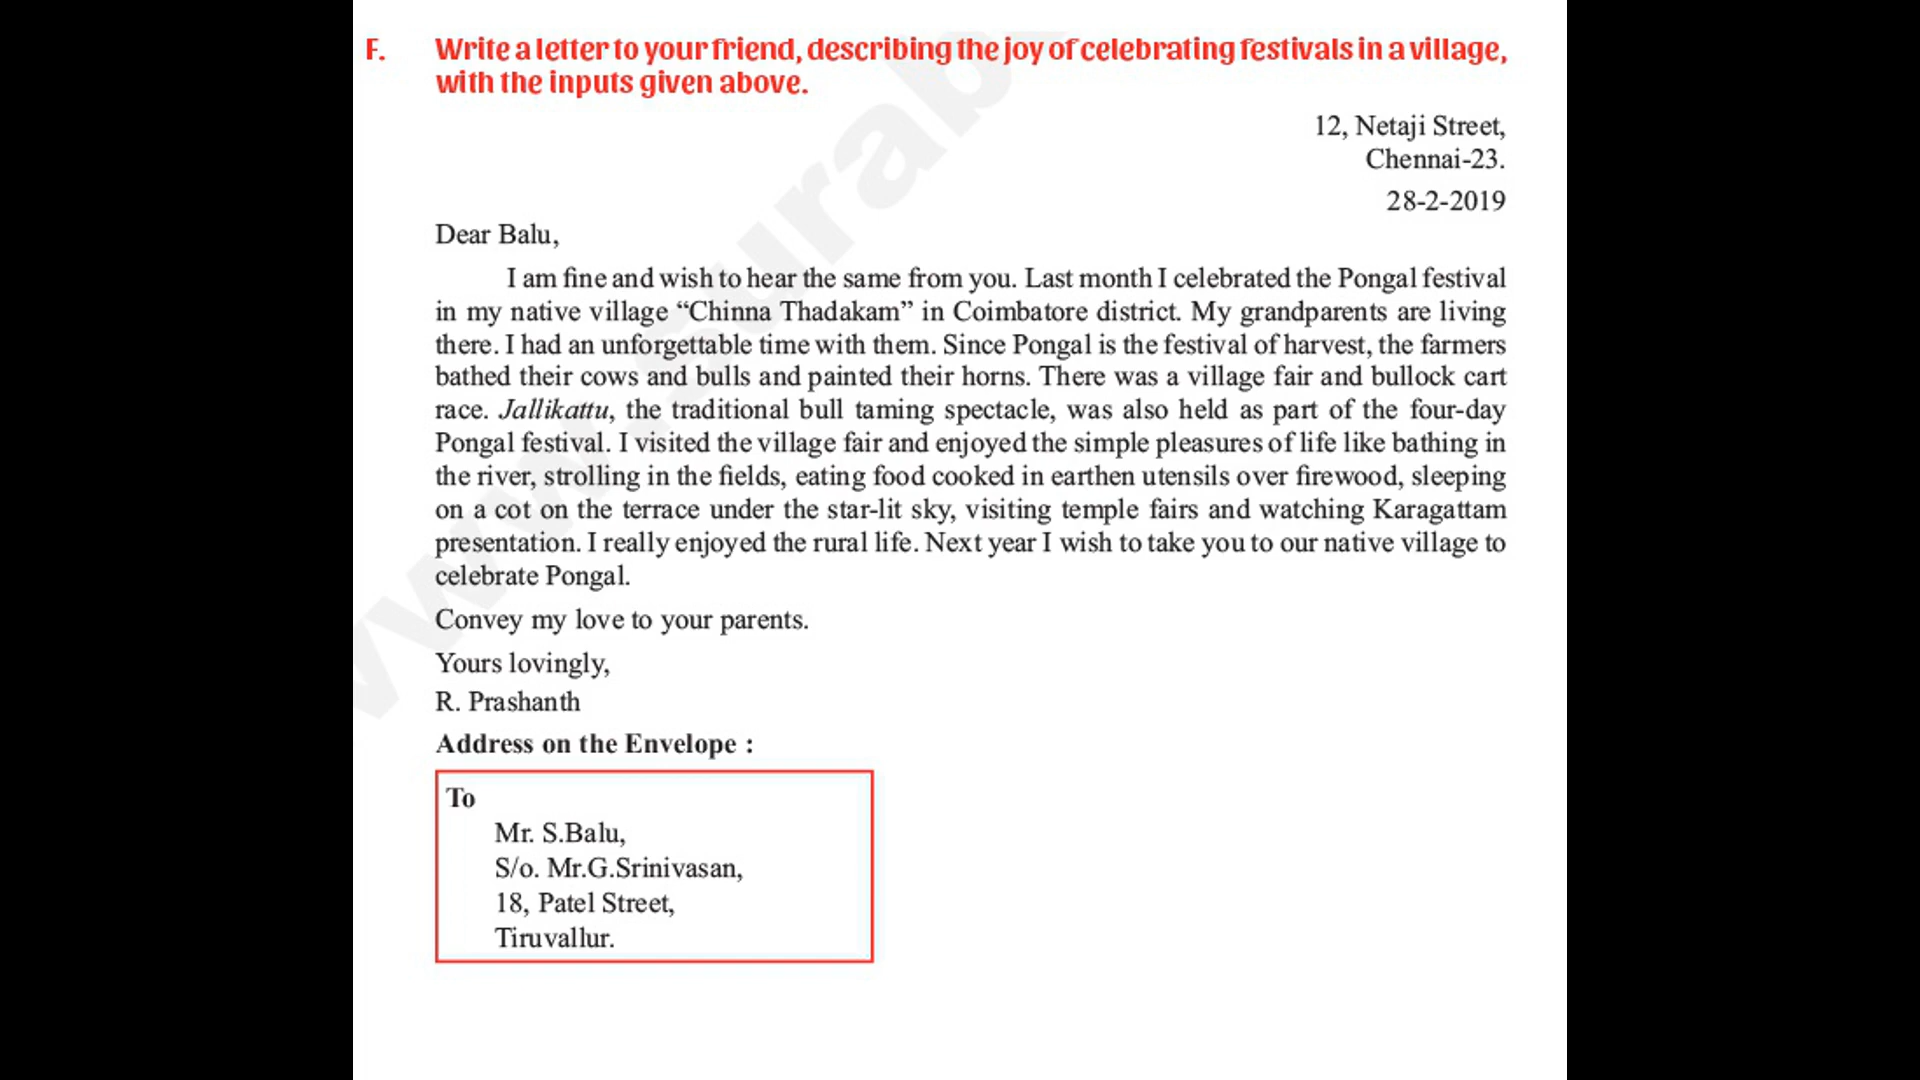 F. Write a letter to your friend, describing the joy of celebrating festivals in a village,
with the inputs given above.
12, Netaji Street,
Chennai-23.
28-2-2019
Dear Balu,
I am fine and wish to hear the same from you. Last month I celebrated the Pongal festival
in my native village “Chinna Thadakam” in Coimbatore district. My grandparents are living
there. I had an unforgettable time with them. Since Pongal is the festival of harvest, the farmers
bathed their cows and bulls and painted their horns. There was a village fair and bullock cart
race. Jallikattu, the traditional bull taming spectacle, was also held as part of the four-day
Pongal festival. I visited the village fair and enjoyed the simple pleasures of life like bathing in
the river, strolling in the fields, eating food cooked in earthen utensils over firewood, sleeping
on a cot on the terrace under the star-lit sky, visiting temple fairs and watching Karagattam
presentation. I really enjoyed the rural life. Next year I wish to take you to our native village to
celebrate Pongal.
Convey my love to your parents.
Yours lovingly,
R. Prashanth
Address on the Envelope :
To
Mr. S.Balu,
S/o. Mr.G.Srinivasan,
18, Patel Street,
Tiruvallur.